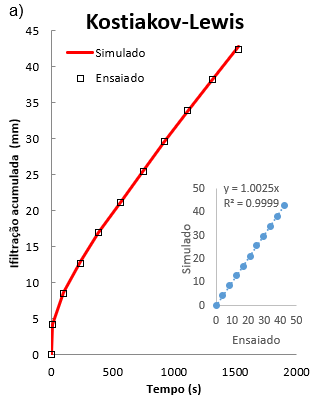 a)
Kostiakov-Lewis
Simulado
Ensaiado
Ifiltração acumulada (mm)
45
40
35
30
25
20
15
10
5
0
0 500 1000 1500 2000
Tempo (s)
y = 1.0025x
R² = 0.9999
Simulado
50
40
30
20
10
0
0 10 20 30 40 50
Ensaiado